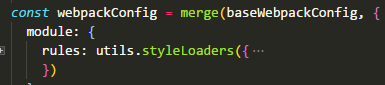 const webpackConfig = merge(baseWebpackConfig, {
  module: {
    rules: utils.styleLoaders({⋯
    })